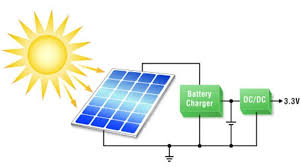 Battery
Charger
DC/DC
3.3V